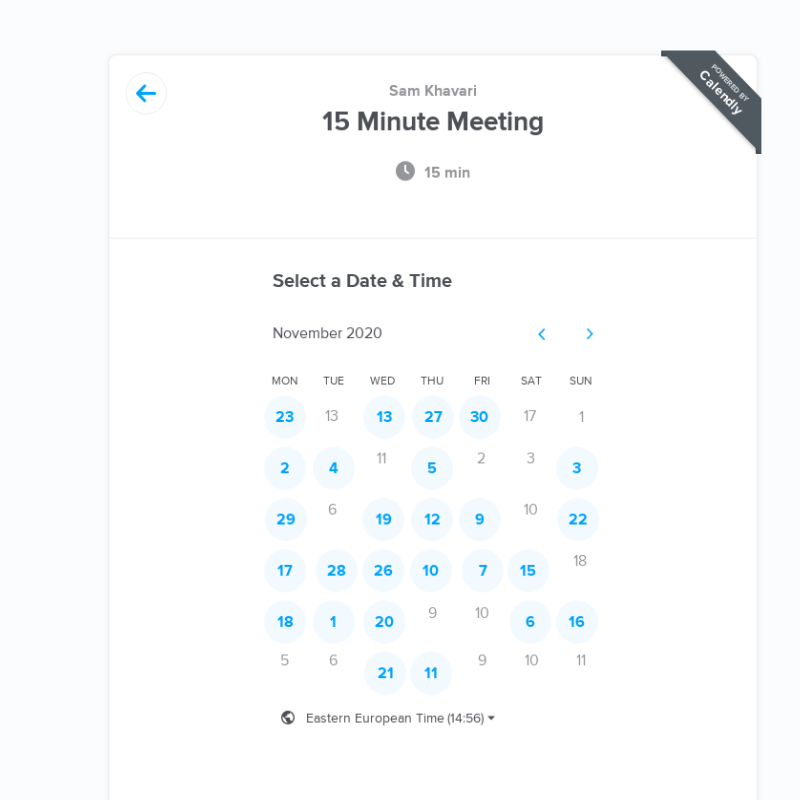 Sam Khavari
15 Minute Meeting
15 min
POWERED BY
Calendly
Select a Date & Time
November 2020
MON TUE WED THU FRI SAT SUN
23 13 13 27 30 17 1
2 4 11 5 2 3 3
29 6 19 12 9 10 22
17 28 26 10 7 15 18
18 1 20 9 10 6 16
5 6 21 11 9 10 11
Eastern European Time (14:56)